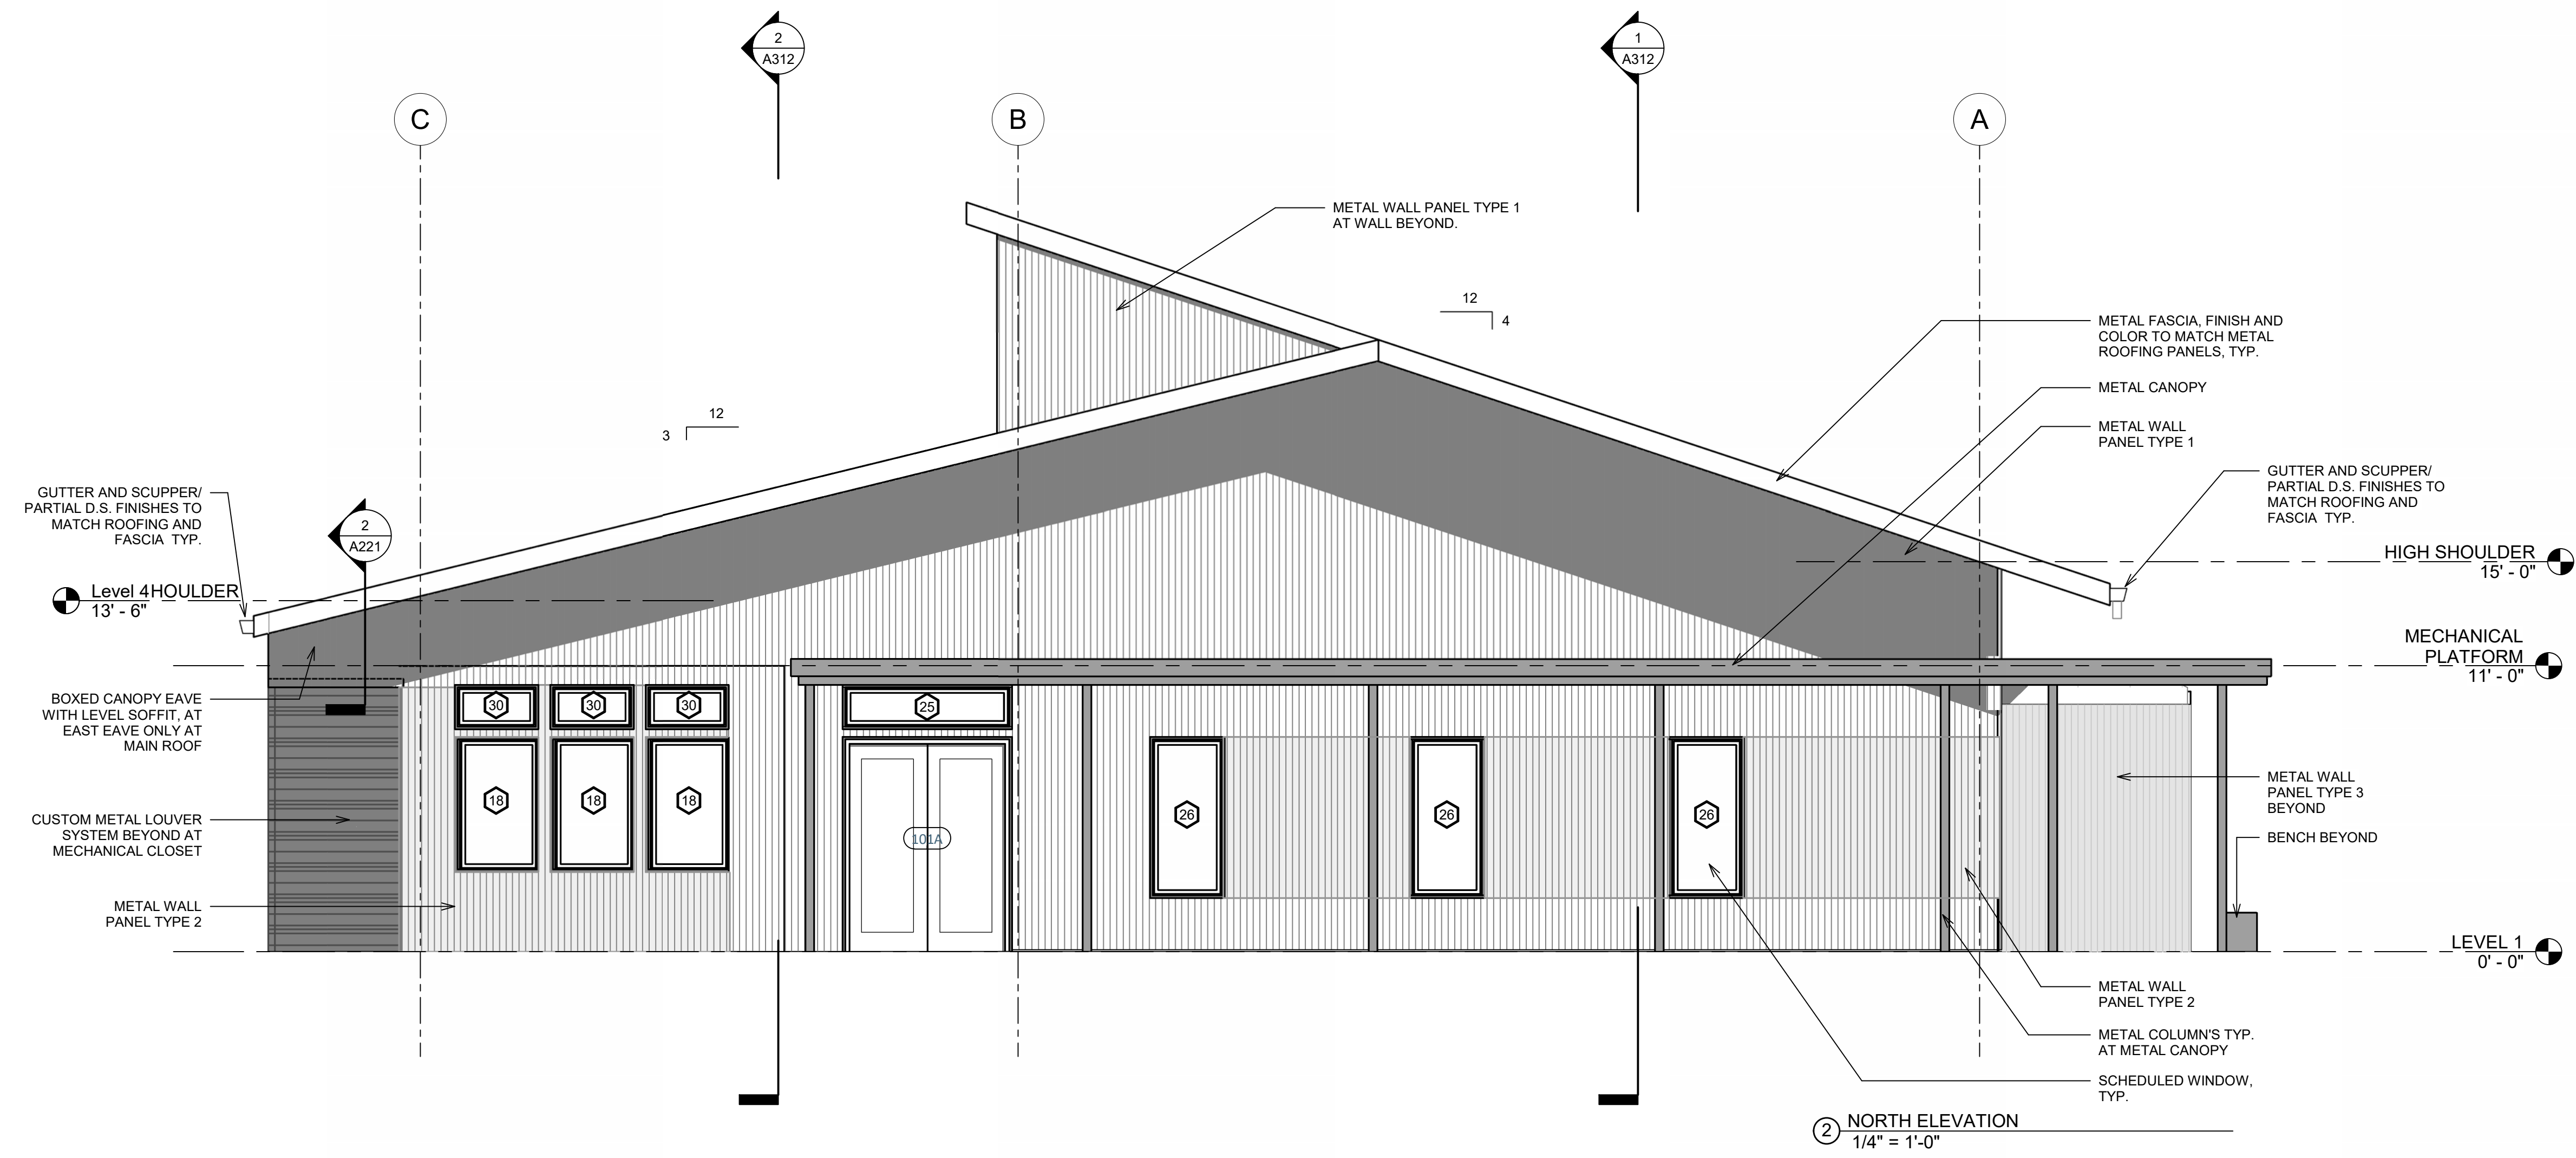 2
A312
1
A312
C
B
A
METAL WALL PANEL TYPE 1
AT WALL BEYOND.
12
4
METAL FASCIA, FINISH AND
COLOR TO MATCH METAL
ROOFING PANELS, TYP.
METAL CANOPY
METAL WALL
PANEL TYPE 1
12
3
GUTTER AND SCUPPER/
PARTIAL D.S. FINISHES TO
MATCH ROOFING AND
FASCIA TYP.
GUTTER AND SCUPPER/
PARTIAL D.S. FINISHES TO
MATCH ROOFING AND
FASCIA TYP.
2
A221
HIGH SHOULDER
15' - 0"
Level 4HOULDER
13' - 6"
MECHANICAL
PLATFORM
11' - 0"
BOXED CANOPY EAVE
WITH LEVEL SOFFIT, AT
EAST EAVE ONLY AT
MAIN ROOF
30
30
30
25
18
18
18
26
26
26
101A
METAL WALL
PANEL TYPE 3
BEYOND
CUSTOM METAL LOUVER
SYSTEM BEYOND AT
MECHANICAL CLOSET
BENCH BEYOND
METAL WALL
PANEL TYPE 2
LEVEL 1
0' - 0"
METAL WALL
PANEL TYPE 2
METAL COLUMN'S TYP.
AT METAL CANOPY
SCHEDULED WINDOW,
TYP.
2
NORTH ELEVATION
1/4" = 1'-0"